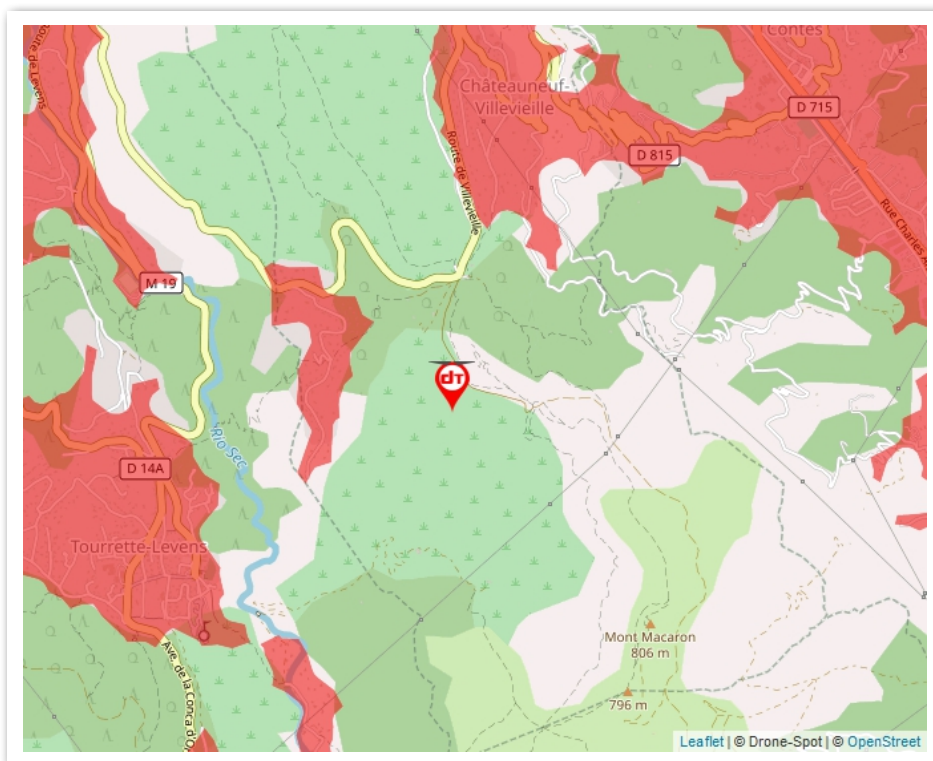 Contes
Route de Levens
Châteauneuf-
Villevieille
D 715
D 815
Route de Villevieille
Rue Charles A
M 19
dT
Rio Sec
D 14A
Tourrette-Levens
Mont Macaron
806 m
796 m
Ave. de la Conca d'O
Leaflet | © Drone-Spot | © OpenStreet